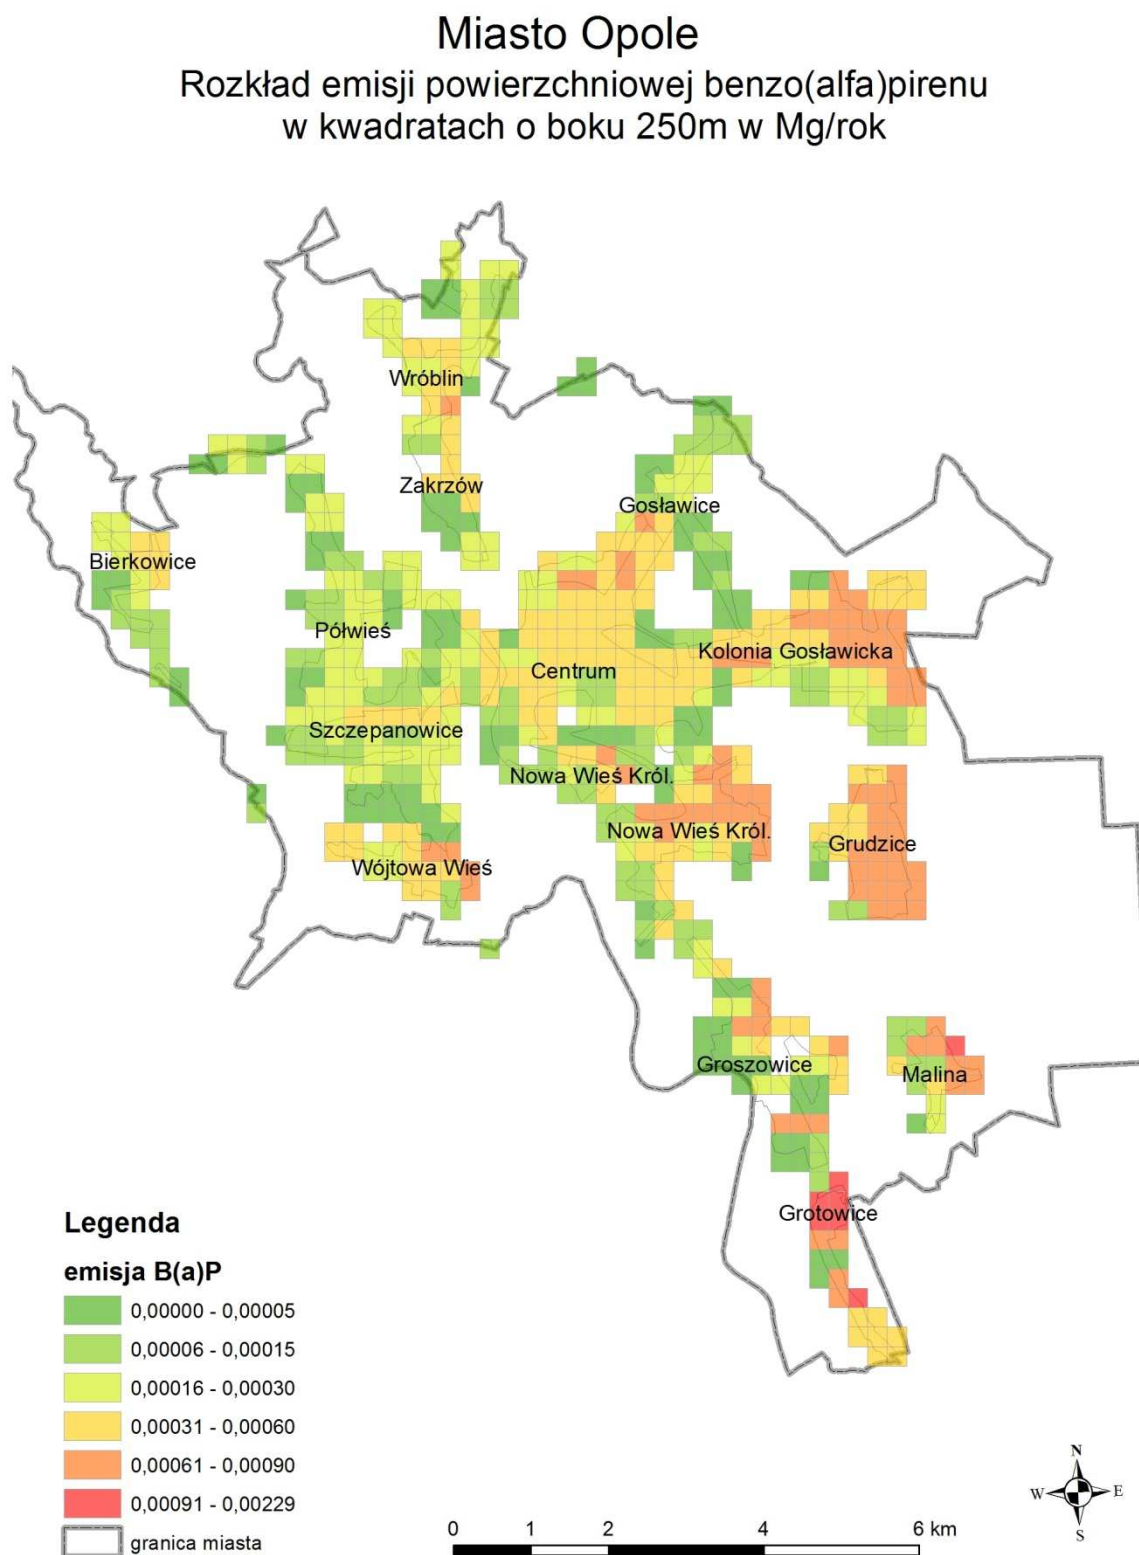 Miasto Opole
Rozkład emisji powierzchniowej benzo(alfa)pirenu
w kwadratach o boku 250m w Mg/rok
Wróblin
Zakrzów
Gosławice
Bierkowice
Półwieś
Kolonia Gosławicka
Centrum
Szczepanowice
Nowa Wieś Król.
Nowa Wieś Król.
Grudzice
Wójtowa Wieś
Groszowice
Malina
Grotowice
Legenda
emisja B(a)P
0,00000 - 0,00005
0,00006 - 0,00015
0,00016 - 0,00030
0,00031 - 0,00060
0,00061 - 0,00090
0,00091 - 0,00229
granica miasta
0 1 2 4 6 km
N
W E
S